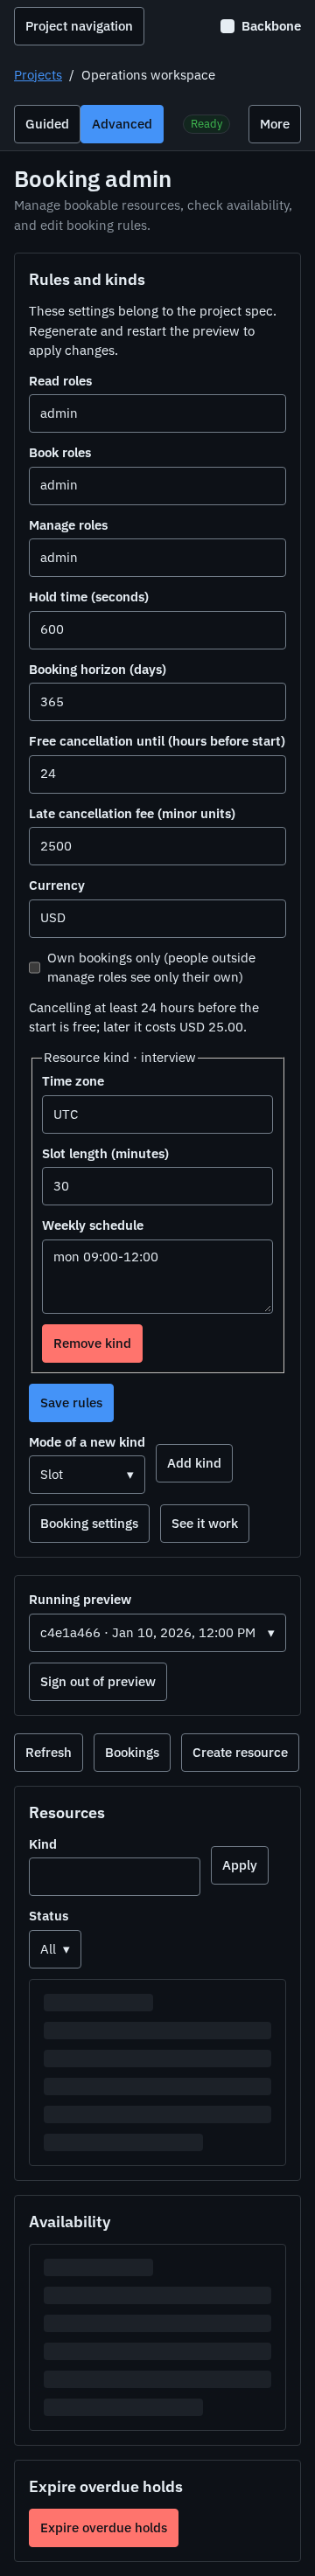 Project navigation
Backbone
Projects / Operations workspace
Guided
Advanced
Ready
More
Booking admin
Manage bookable resources, check availability,
and edit booking rules.
Rules and kinds
These settings belong to the project spec.
Regenerate and restart the preview to
apply changes.
Read roles
admin
Book roles
admin
Manage roles
admin
Hold time (seconds)
600
Booking horizon (days)
365
Free cancellation until (hours before start)
24
Late cancellation fee (minor units)
2500
Currency
USD
Own bookings only (people outside
manage roles see only their own)
Cancelling at least 24 hours before the
start is free; later it costs USD 25.00.
Resource kind · interview
Time zone
UTC
Slot length (minutes)
30
Weekly schedule
mon 09:00-12:00
Remove kind
Save rules
Mode of a new kind
Slot
Add kind
Booking settings
See it work
Running preview
c4e1a466 · Jan 10, 2026, 12:00 PM
Sign out of preview
Refresh
Bookings
Create resource
Resources
Kind
Apply
Status
All
Availability
Expire overdue holds
Expire overdue holds